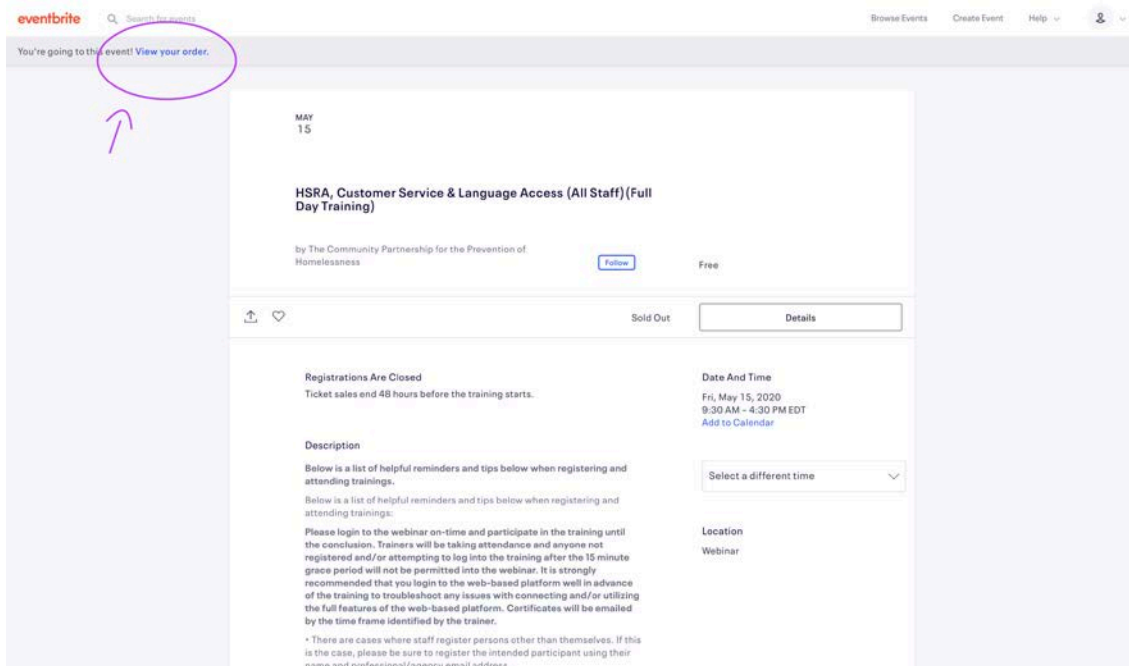 eventbrite
Search for events
Browse Events
Create Event
Help
You're going to this event! View your order.
MAY
15
HSRA, Customer Service & Language Access (All Staff)(Full
Day Training)
by The Community Partnership for the Prevention of
Homelessness
Follow
Free
Sold Out
Details
Registrations Are Closed
Ticket sales end 48 hours before the training starts.
Date And Time
Fri, May 15, 2020
9:30 AM – 4:30 PM EDT
Add to Calendar
Description
Below is a list of helpful reminders and tips below when registering and
attending trainings.
Select a different time
Below is a list of helpful reminders and tips below when registering and
attending trainings:
Please login to the webinar on-time and participate in the training until
the conclusion. Trainers will be taking attendance and anyone not
registered and/or attempting to log into the training after the 15 minute
grace period will not be permitted into the webinar. It is strongly
recommended that you login to the web-based platform well in advance
of the training to troubleshoot any issues with connecting and/or utilizing
the full features of the web-based platform. Certificates will be emailed
by the time frame identified by the trainer.
Location
Webinar
• There are cases where staff register persons other than themselves. If this
is the case, please be sure to register the intended participant using their
name and professional/agency email address